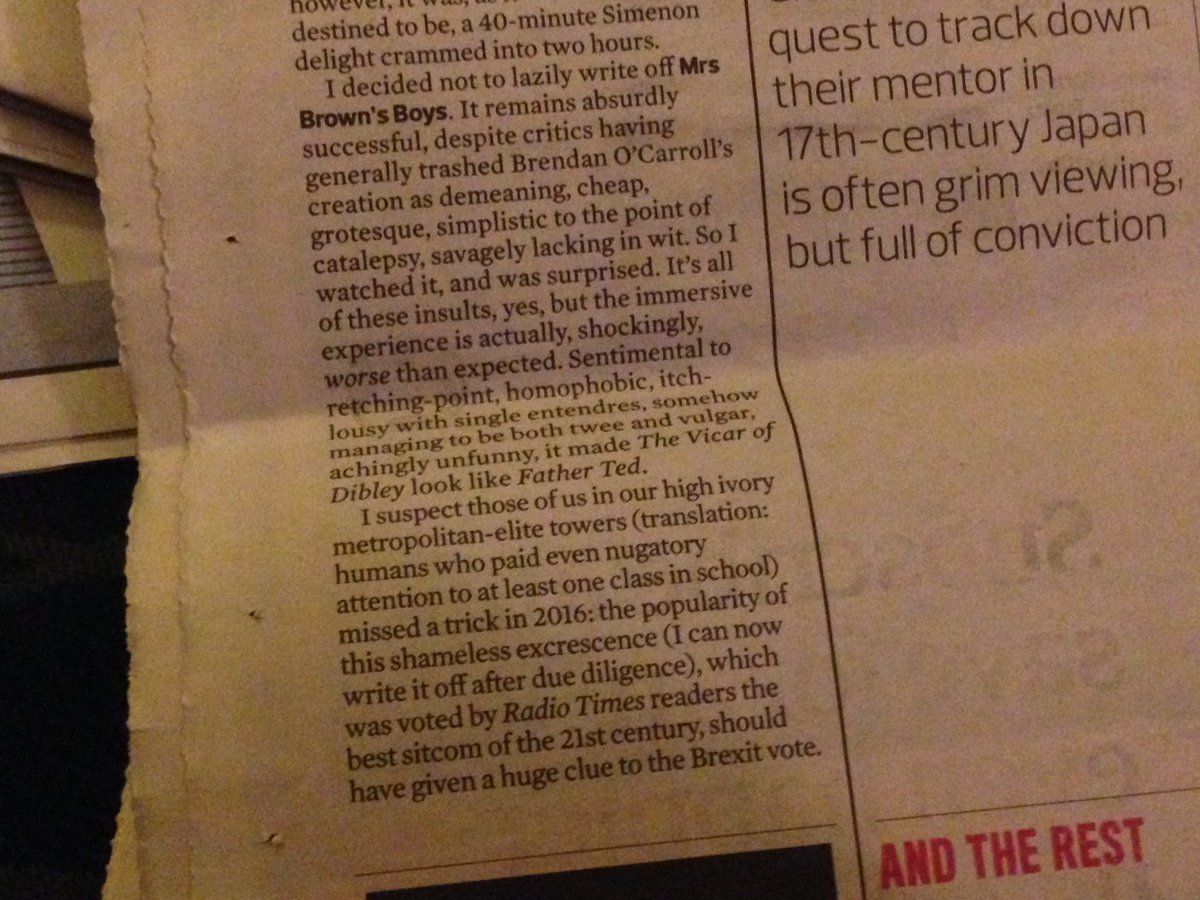 however, it was, as
destined to be, a 40-minute Simenon
delight crammed into two hours.
I decided not to lazily write off Mrs
Brown's Boys. It remains absurdly
successful, despite critics having
generally trashed Brendan O'Carroll's
creation as demeaning, cheap,
grotesque, simplistic to the point of
catalepsy, savagely lacking in wit. So I
watched it, and was surprised. It's all
of these insults, yes, but the immersive
experience is actually, shockingly,
worse than expected. Sentimental to
retching-point, homophobic, itch-
lousy with single entendres, somehow
managing to be both twee and vulgar,
achingly unfunny, it made The Vicar of
Dibley look like Father Ted.
I suspect those of us in our high ivory
metropolitan-elite towers (translation:
humans who paid even nugatory
attention to at least one class in school)
missed a trick in 2016: the popularity of
this shameless excrescence (I can now
write it off after due diligence), which
was voted by Radio Times readers the
best sitcom of the 21st century, should
have given a huge clue to the Brexit vote.
quest to track down
their mentor in
17th-century Japan
is often grim viewing,
but full of conviction
AND THE REST